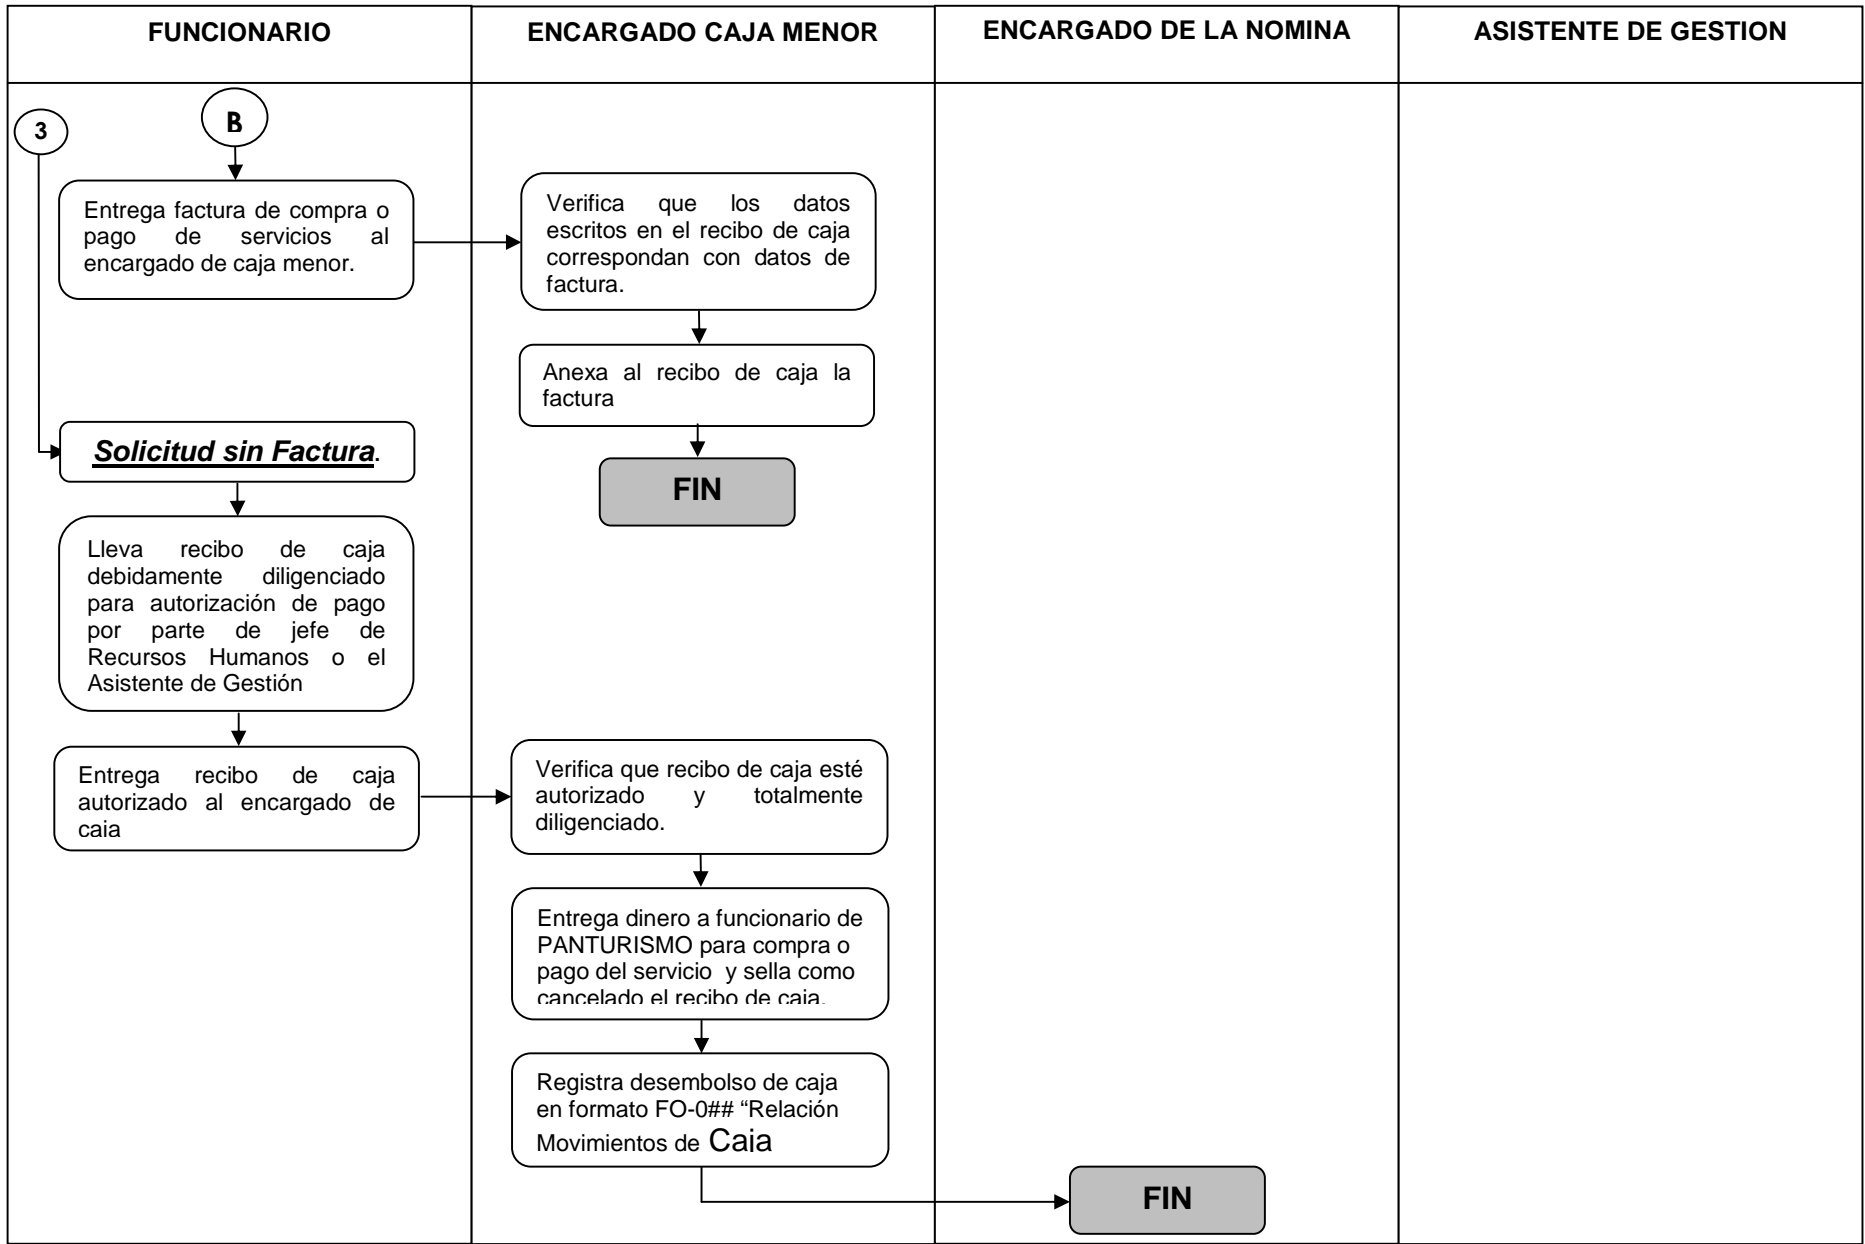 FUNCIONARIO
ENCARGADO CAJA MENOR
ENCARGADO DE LA NOMINA
ASISTENTE DE GESTION
3
B
Entrega factura de compra o
pago de servicios al
encargado de caja menor.
Verifica que los datos
escritos en el recibo de caja
correspondan con datos de
factura.
Anexa al recibo de caja la
factura
FIN
Solicitud sin Factura.
Lleva recibo de caja
debidamente diligenciado
para autorización de pago
por parte de jefe de
Recursos Humanos o el
Asistente de Gestión
Entrega recibo de caja
autorizado al encargado de
caja
Verifica que recibo de caja esté
autorizado y totalmente
diligenciado.
Entrega dinero a funcionario de
PANTURISMO para compra o
pago del servicio y sella como
cancelado el recibo de caja.
Registra desembolso de caja
en formato FO-0## “Relación
Movimientos de Caja
FIN